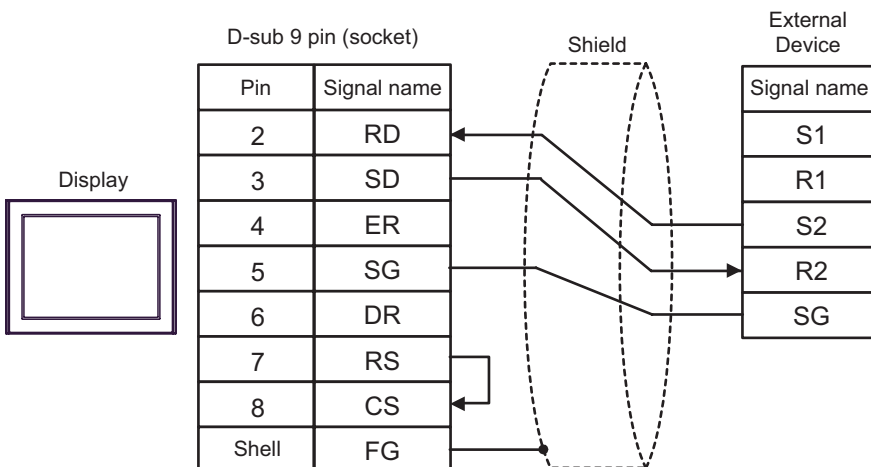 D-sub 9 pin (socket)
Shield
External
Device
Pin Signal name
Signal name
2 RD
S1
3 SD
R1
Display
4 ER
S2
5 SG
R2
6 DR
SG
7 RS
8 CS
Shell FG